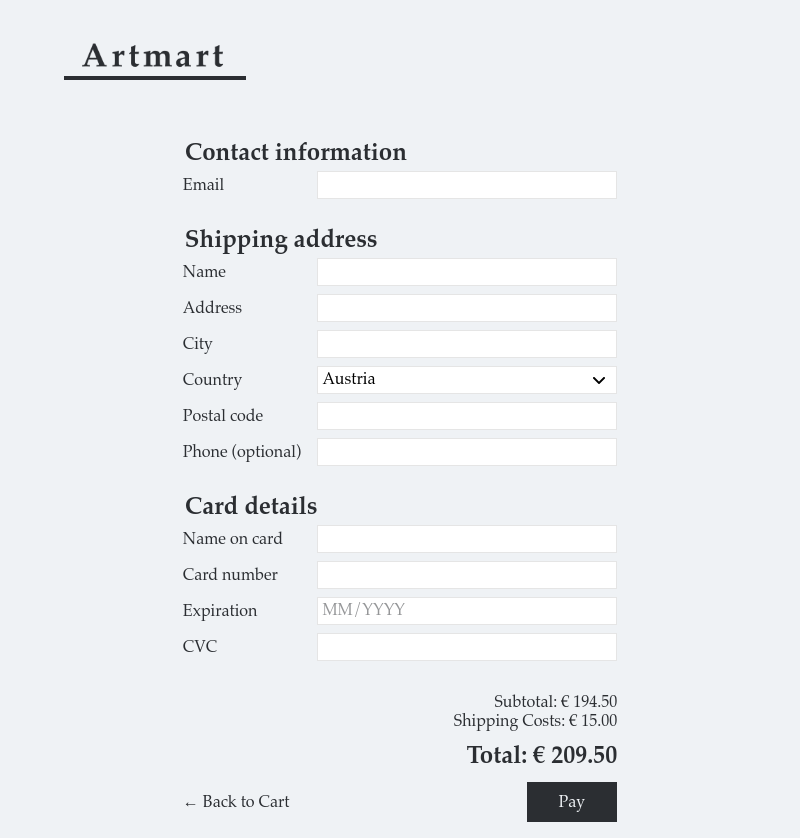 Artmart
Contact information
Email
Shipping address
Name
Address
City
Country Austria
Postal code
Phone (optional)
Card details
Name on card
Card number
Expiration MM/YYYY
CVC
Subtotal: € 194.50
Shipping Costs: € 15.00
Total: € 209.50
← Back to Cart Pay